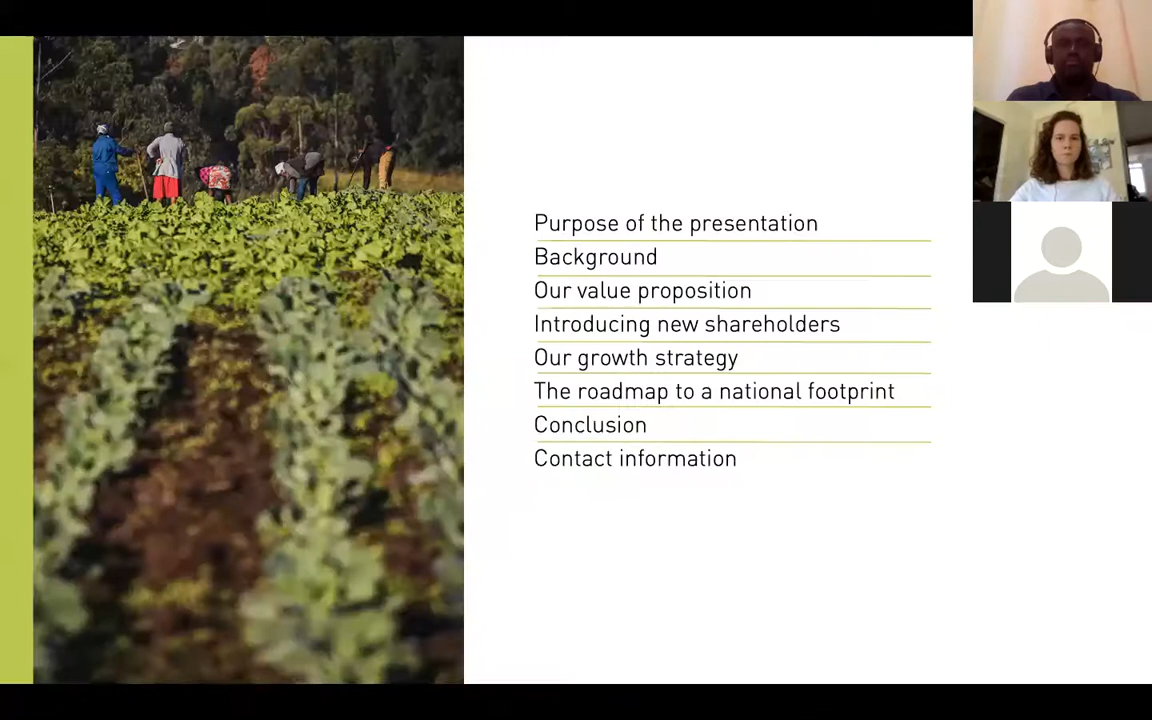 Purpose of the presentation
Background
Our value proposition
Introducing new shareholders
Our growth strategy
The roadmap to a national footprint
Conclusion
Contact information